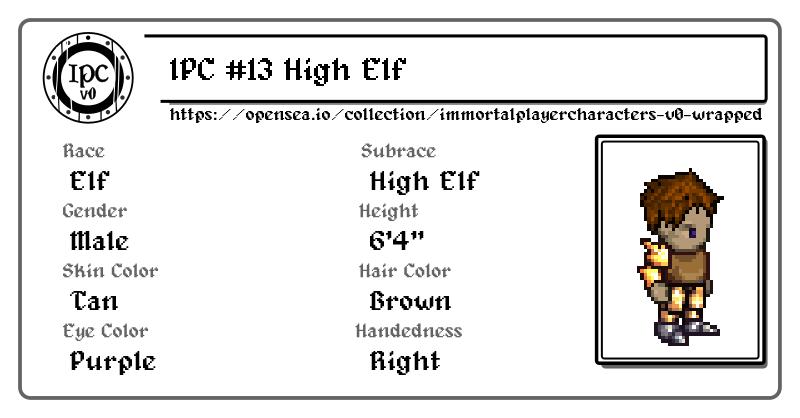 IPC
v0
IPC #13 High Elf
https://opensea.io/collection/immortalplayercharacters-v0-wrapped
Race
Subrace
Elf
High Elf
Gender
Height
Male
6'4"
Skin Color
Hair Color
Tan
Brown
Eye Color
Handedness
Purple
Right